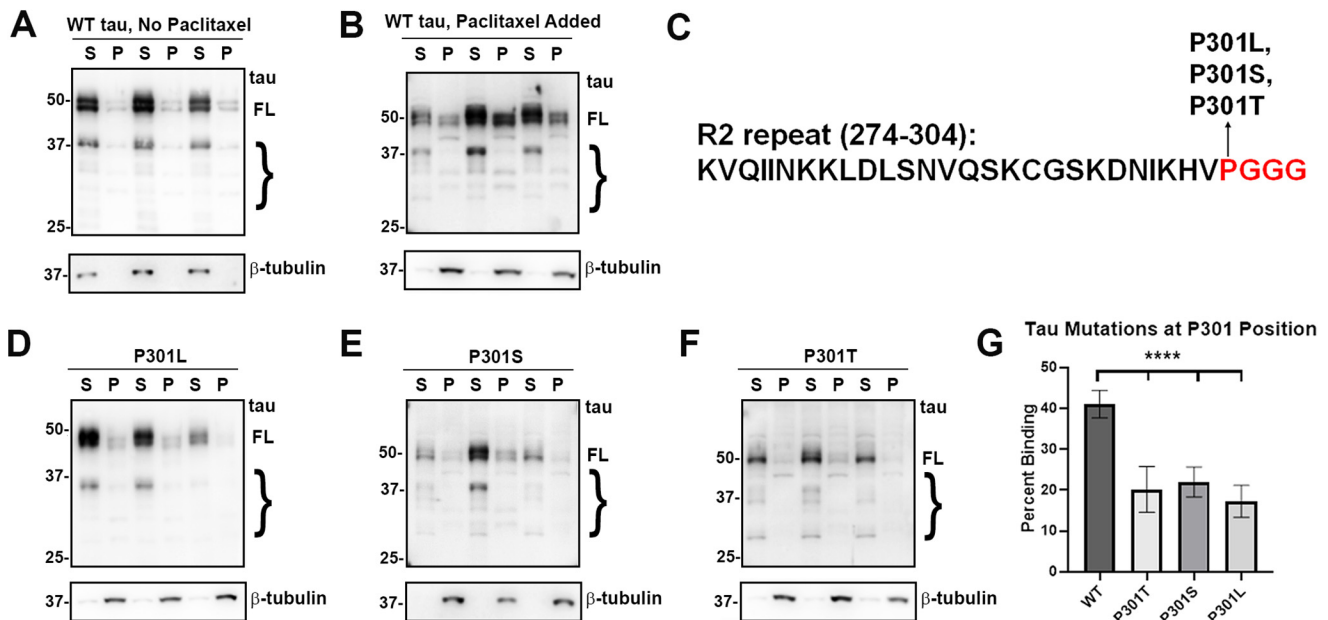 A
WT tau, No Paclitaxel
S P S P S P
tau
50-
FL
37-
}
25-
37-
β-tubulin
B
WT tau, Paclitaxel Added
S P S P S P
tau
50-
FL
37-
}
25-
37-
β-tubulin
C
P301L,
P301S,
P301T
R2 repeat (274-304):
KVQIINKKLDLSNVQSKCGSKDNIKHVPGGG
D
P301L
S P S P S P
tau
50-
FL
37-
}
25-
37-
β-tubulin
E
P301S
S P S P S P
tau
50-
FL
37-
}
25-
37-
β-tubulin
F
P301T
S P S P S P
tau
50-
FL
37-
}
25-
37-
β-tubulin
G
Tau Mutations at P301 Position
****
Percent Binding
50
40
30
20
10
0
WT
P301T
P301S
P301L